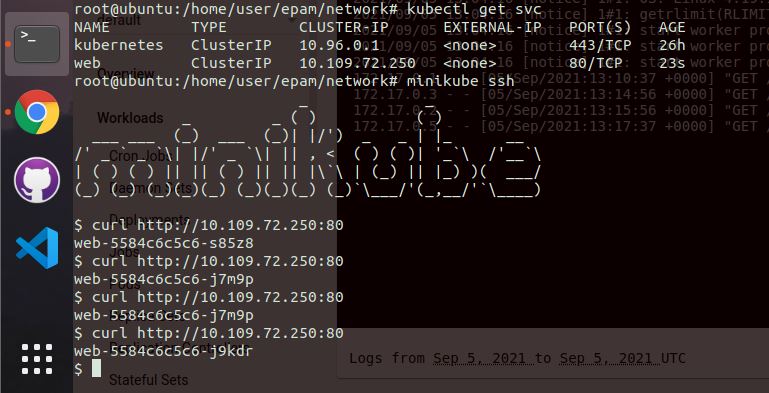 root@ubuntu:/home/user/epam/network# kubectl get svc
NAME TYPE CLUSTER-IP EXTERNAL-IP PORT(S) AGE
kubernetes ClusterIP 10.96.0.1 <none> 443/TCP 26h
web ClusterIP 10.109.72.250 <none> 80/TCP 23s
root@ubuntu:/home/user/epam/network# minikube ssh
minikube
$ curl http://10.109.72.250:80
web-5584c6c5c6-s85z8
$ curl http://10.109.72.250:80
web-5584c6c5c6-j7m9p
$ curl http://10.109.72.250:80
web-5584c6c5c6-j7m9p
$ curl http://10.109.72.250:80
web-5584c6c5c6-j9kdr
$
default
Overview
Workloads
Cron Jobs
Daemon Sets
Deployments
Jobs
Pods
Stateful Sets
[05/Sep/2021:13:10:37 +0000] "GET /
172.17.0.3 - - [05/Sep/2021:13:14:56 +0000] "GET /
172.17.0.3 - - [05/Sep/2021:13:15:56 +0000] "GET /
172.17.0.3 - - [05/Sep/2021:13:17:37 +0000] "GET /
Logs from Sep 5, 2021 to Sep 5, 2021 UTC